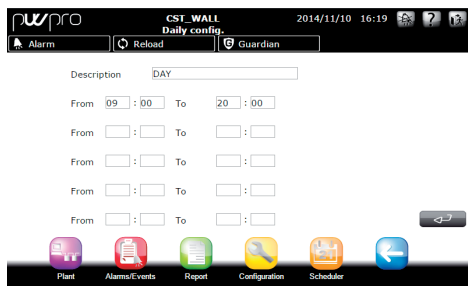 pwpro CST_WALL 2014/11/10 16:19 ?
Daily config.
Alarm Reload G Guardian
Description DAY
From 09 : 00 To 20 : 00
From : To :
From : To :
From : To :
From : To :
Plant Alarms/Events Report Configuration Scheduler